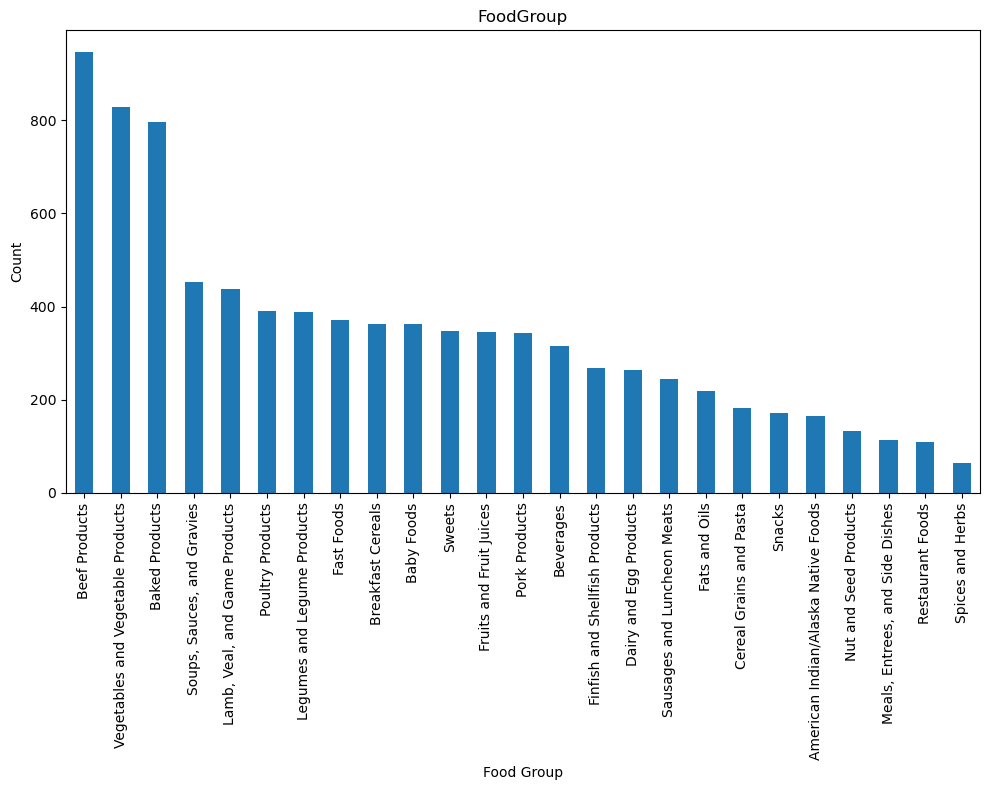 FoodGroup
Count
800
600
400
200
0
Beef Products
Vegetables and Vegetable Products
Baked Products
Soups, Sauces, and Gravies
Lamb, Veal, and Game Products
Poultry Products
Legumes and Legume Products
Fast Foods
Breakfast Cereals
Baby Foods
Sweets
Fruits and Fruit Juices
Pork Products
Beverages
Finfish and Shellfish Products
Dairy and Egg Products
Sausages and Luncheon Meats
Fats and Oils
Cereal Grains and Pasta
Snacks
American Indian/Alaska Native Foods
Nut and Seed Products
Meals, Entrees, and Side Dishes
Restaurant Foods
Spices and Herbs
Food Group